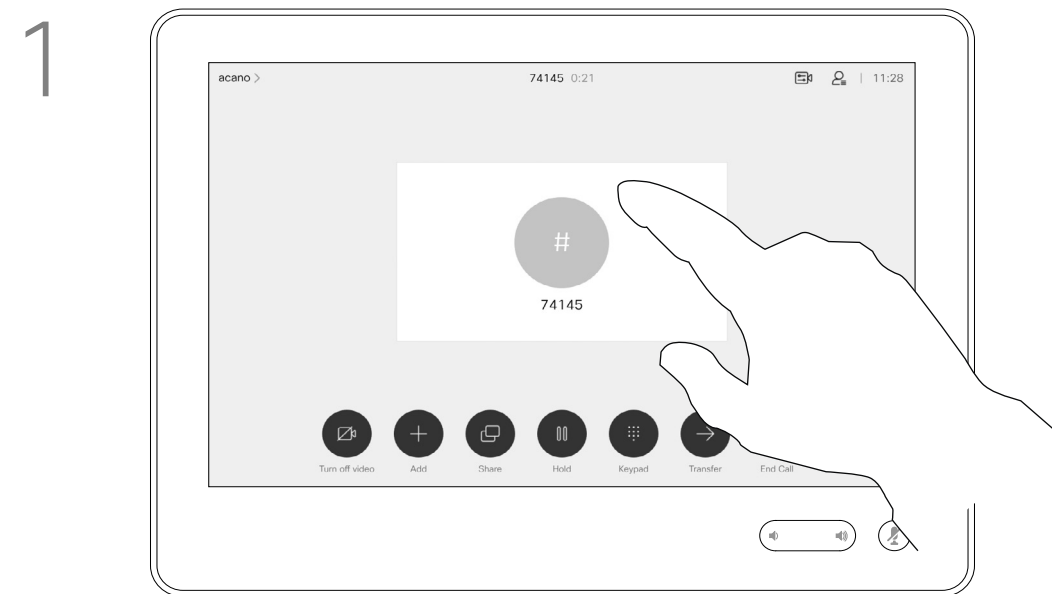 1
acano > 74145 0:21 | 11:28
#
74145
Turn off video Add Share Hold Keypad Transfer End Call